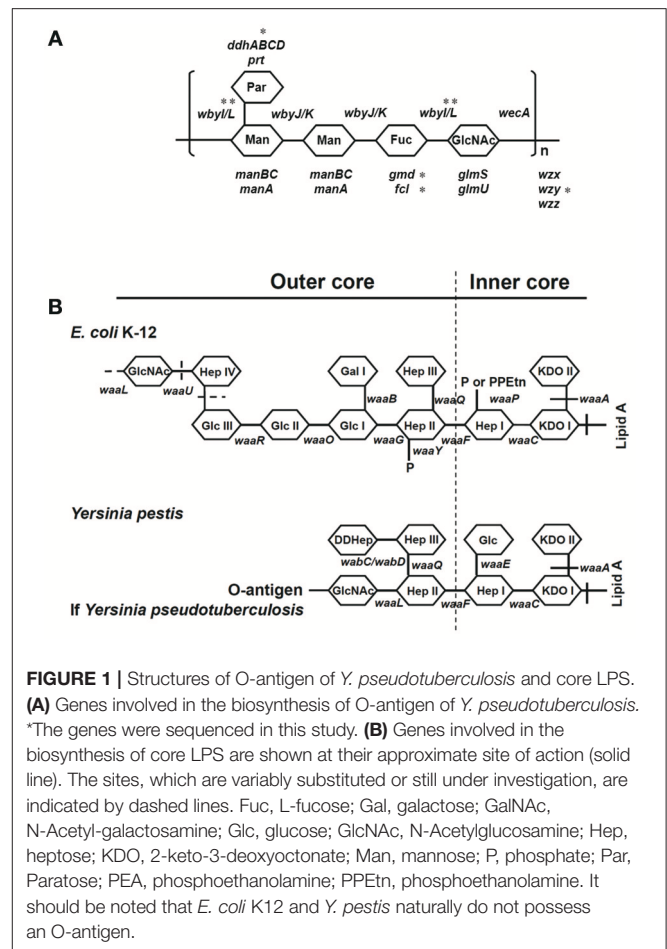 A
*
ddhABCD
prt
Par
**
wbyI/L
wbyJ/K
wbyJ/K
**
wbyI/L
wecA
Man
Man
Fuc
GlcNAc
n
manBC
manA
manBC
manA
gmd *
fcl *
glmS
glmU
wzx
wzy *
wzz
Outer core
Inner core
B
E. coli K-12
GlcNAc
Hep IV
Gal I
Hep III
P or PPEtn
KDO II
waaL
waaU
waaB
waaQ
waaP
waaA
Glc III
Glc II
Glc I
Hep II
Hep I
KDO I
Lipid A
waaR
waaO
waaG
waaY
waaF
waaC
P
Yersinia pestis
DDHep
Hep III
Glc
KDO II
wabC/wabD
waaQ
waaE
waaA
O-antigen
GlcNAc
Hep II
Hep I
KDO I
Lipid A
If Yersinia pseudotuberculosis
waaL
waaF
waaC
FIGURE 1 | Structures of O-antigen of Y. pseudotuberculosis and core LPS.
(A) Genes involved in the biosynthesis of O-antigen of Y. pseudotuberculosis.
*The genes were sequenced in this study. (B) Genes involved in the
biosynthesis of core LPS are shown at their approximate site of action (solid
line). The sites, which are variably substituted or still under investigation, are
indicated by dashed lines. Fuc, L-fucose; Gal, galactose; GalNAc,
N-Acetyl-galactosamine; Glc, glucose; GlcNAc, N-Acetylglucosamine; Hep,
heptose; KDO, 2-keto-3-deoxyoctonate; Man, mannose; P, phosphate; Par,
Paratose; PEA, phosphoethanolamine; PPEtn, phosphoethanolamine. It
should be noted that E. coli K12 and Y. pestis naturally do not possess
an O-antigen.